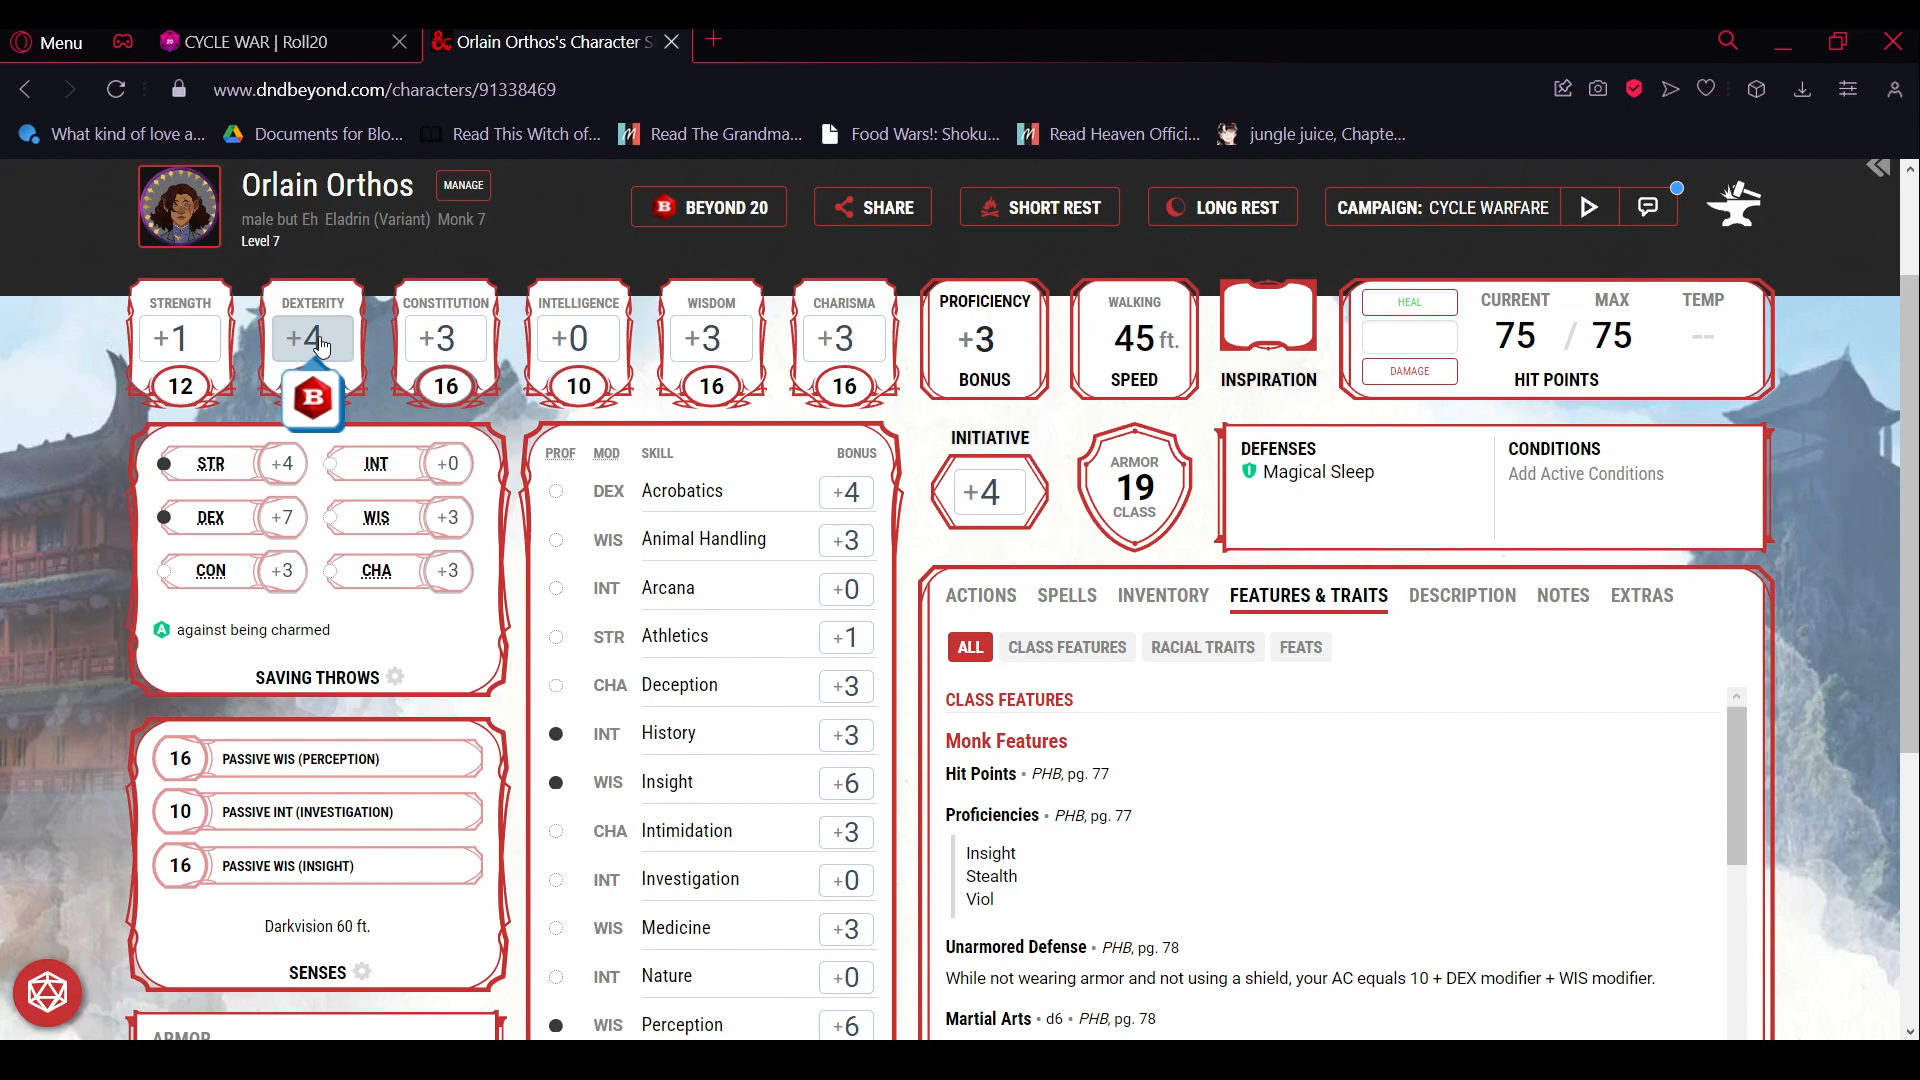 Menu
CYCLE WAR | Roll20
Orlain Orthos's Character S
www.dndbeyond.com/characters/91338469
What kind of love a...
Documents for Blo...
Read This Witch of...
Read The Grandma...
Food Wars!: Shoku...
Read Heaven Offici...
jungle juice, Chapte...
Orlain Orthos
MANAGE
male but Eh Eladrin (Variant) Monk 7
Level 7
BEYOND 20
SHARE
SHORT REST
LONG REST
CAMPAIGN: CYCLE WARFARE
STRENGTH
+1
12
DEXTERITY
+4
B
CONSTITUTION
+3
16
INTELLIGENCE
+0
10
WISDOM
+3
16
CHARISMA
+3
16
PROFICIENCY
+3
BONUS
WALKING
45 ft.
SPEED
INSPIRATION
HEAL
DAMAGE
CURRENT MAX TEMP
75 / 75 --
HIT POINTS
STR +4 INT +0
DEX +7 WIS +3
CON +3 CHA +3
A against being charmed
SAVING THROWS
16 PASSIVE WIS (PERCEPTION)
10 PASSIVE INT (INVESTIGATION)
16 PASSIVE WIS (INSIGHT)
Darkvision 60 ft.
SENSES
ARMOR
PROF MOD SKILL BONUS
DEX Acrobatics +4
WIS Animal Handling +3
INT Arcana +0
STR Athletics +1
CHA Deception +3
INT History +3
WIS Insight +6
CHA Intimidation +3
INT Investigation +0
WIS Medicine +3
INT Nature +0
WIS Perception +6
INITIATIVE
+4
ARMOR
19
CLASS
DEFENSES
Magical Sleep
CONDITIONS
Add Active Conditions
ACTIONS SPELLS INVENTORY FEATURES & TRAITS DESCRIPTION NOTES EXTRAS
ALL CLASS FEATURES RACIAL TRAITS FEATS
CLASS FEATURES
Monk Features
Hit Points • PHB, pg. 77
Proficiencies • PHB, pg. 77
Insight
Stealth
Viol
Unarmored Defense • PHB, pg. 78
While not wearing armor and not using a shield, your AC equals 10 + DEX modifier + WIS modifier.
Martial Arts • d6 • PHB, pg. 78